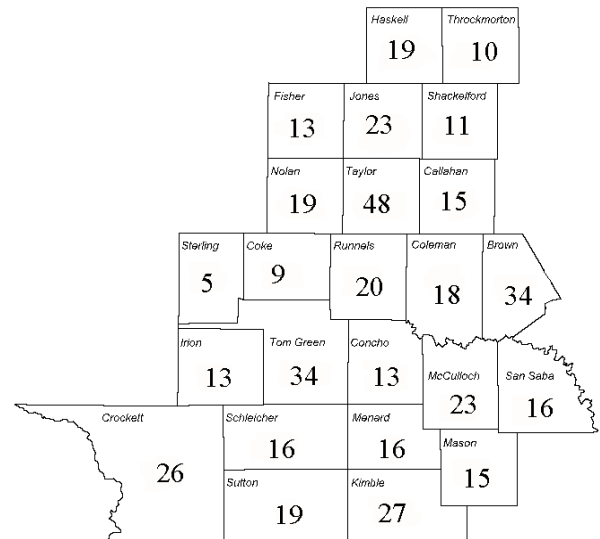 Haskell Throckmorton
19 10
Fisher Jones Shackelford
13 23 11
Nolan Taylor Callahan
19 48 15
Sterling Coke Runnels Coleman Brown
5 9 20 18 34
Irion Tom Green Concho
13 34 13
McCulloch San Saba
23 16
Crockett Schleicher Menard
26 16 16
Mason
15
Sutton Kimble
19 27